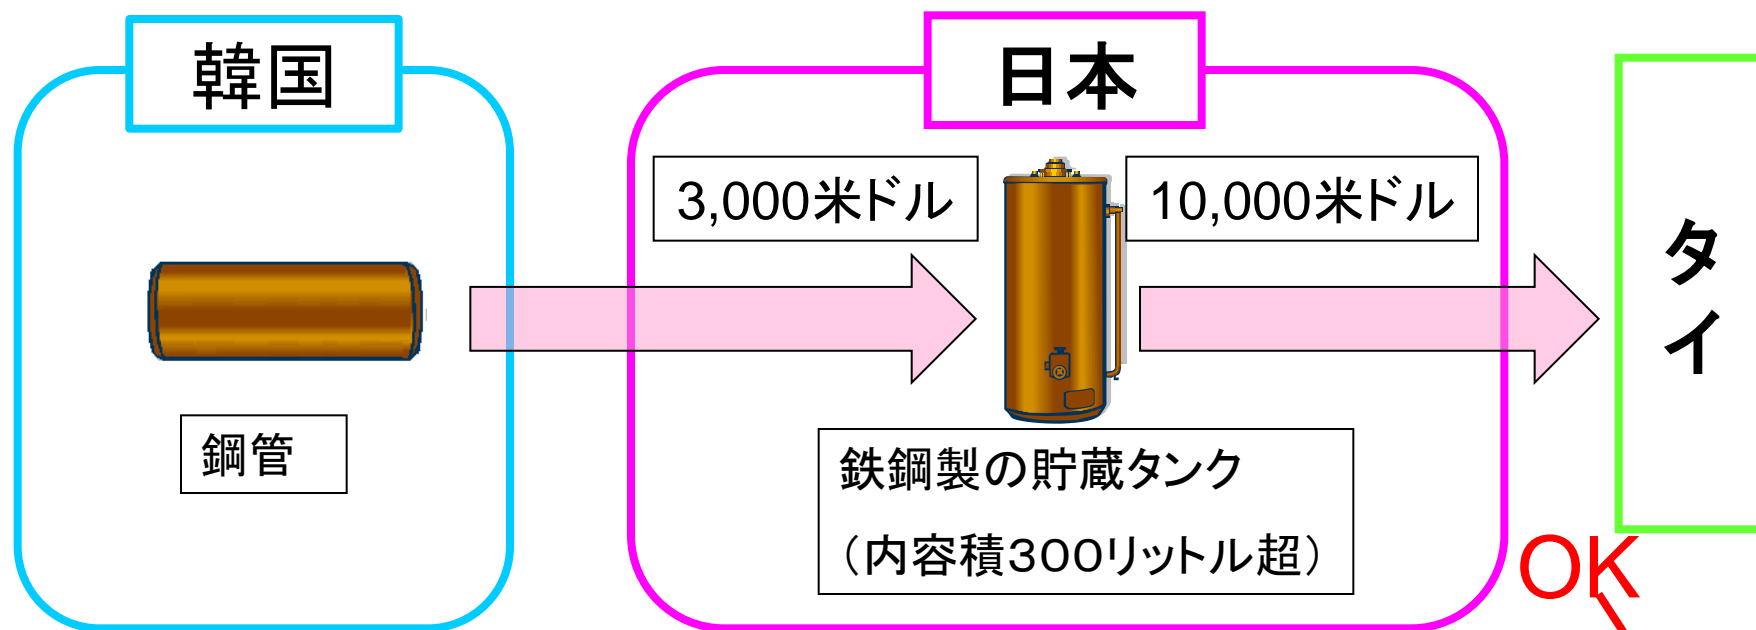 韓国
日本
3,000米ドル
10,000米ドル
タイ
鋼管
鉄鋼製の貯蔵タンク
（内容積３００リットル超）
OK